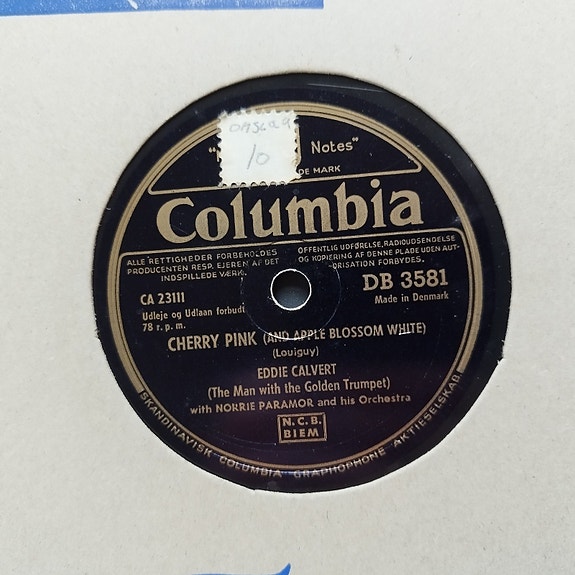 Notes"
DE MARK
10
Columbia
ALLE RETTIGHEDER FORBEHOLDES
PRODUCENTEN RESP. EJEREN AF DET
INDSPILLEDE VÆRK.
OFFENTLIG UDFØRELSE, RADIOUDSENDELSE
OG KOPIERING AF DENNE PLADE UDEN AUT-
ORISATION FORBYDES.
CA 23111
Udleje og Udlaan forbudt
78 r. p. m.
DB 3581
Made in Denmark
CHERRY PINK (AND APPLE BLOSSOM WHITE)
(Louiguy)
EDDIE CALVERT
(The Man with the Golden Trumpet)
with NORRIE PARAMOR and his Orchestra
N.C.B.
BIEM
SKANDINAVISK COLUMBIA GRAPHOPHONE AKTIESELSKAB